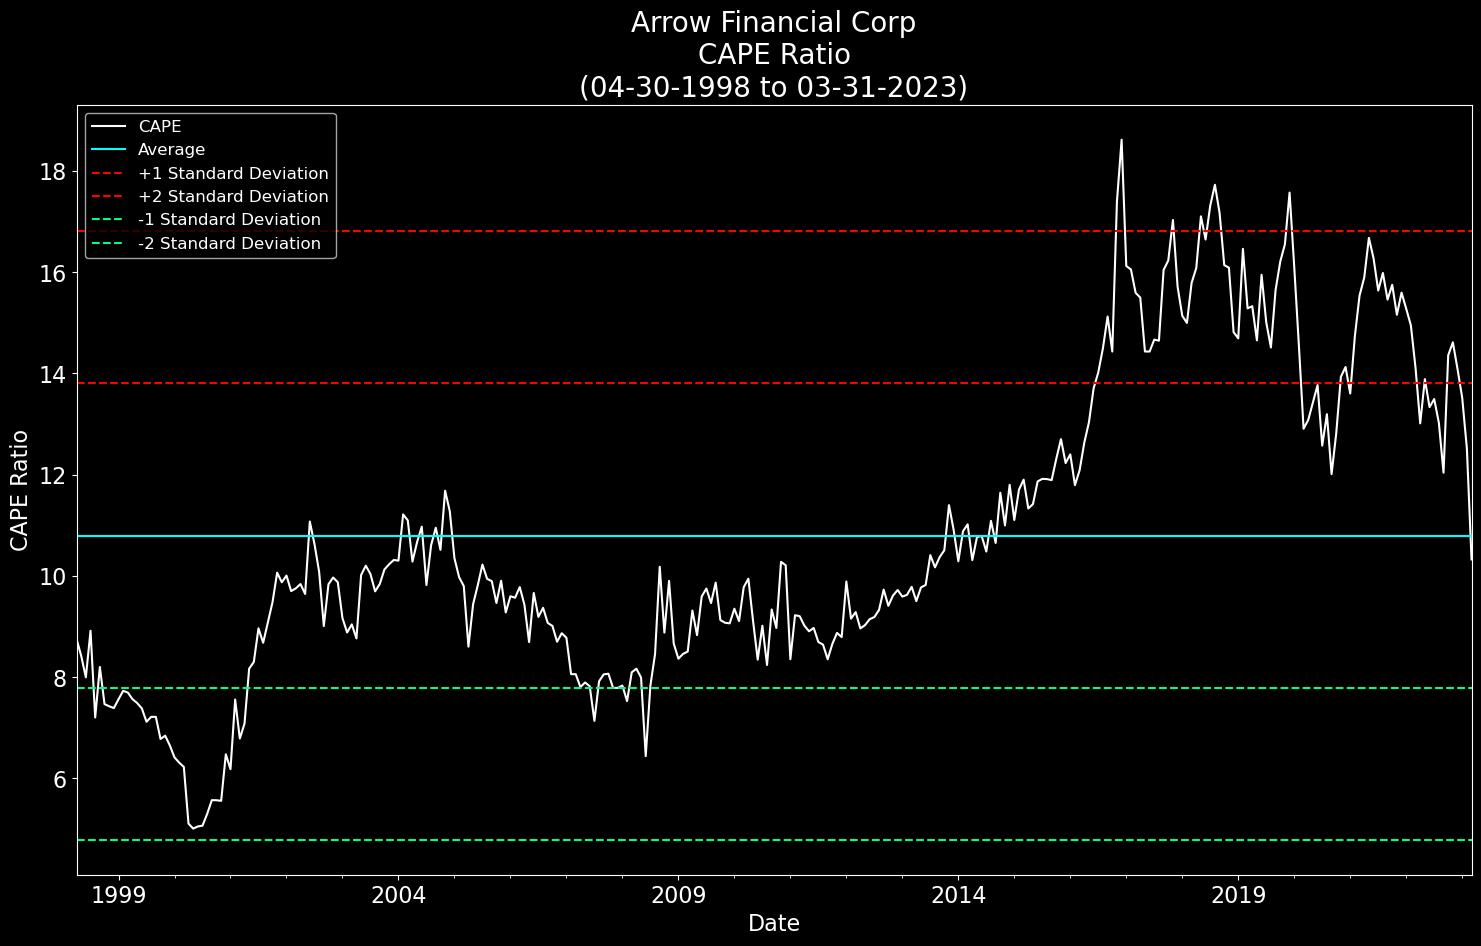 Arrow Financial Corp
CAPE Ratio
(04-30-1998 to 03-31-2023)
CAPE
Average
+1 Standard Deviation
+2 Standard Deviation
-1 Standard Deviation
-2 Standard Deviation
18
16
14
12
10
8
6
CAPE Ratio
1999 2004 2009 2014 2019
Date